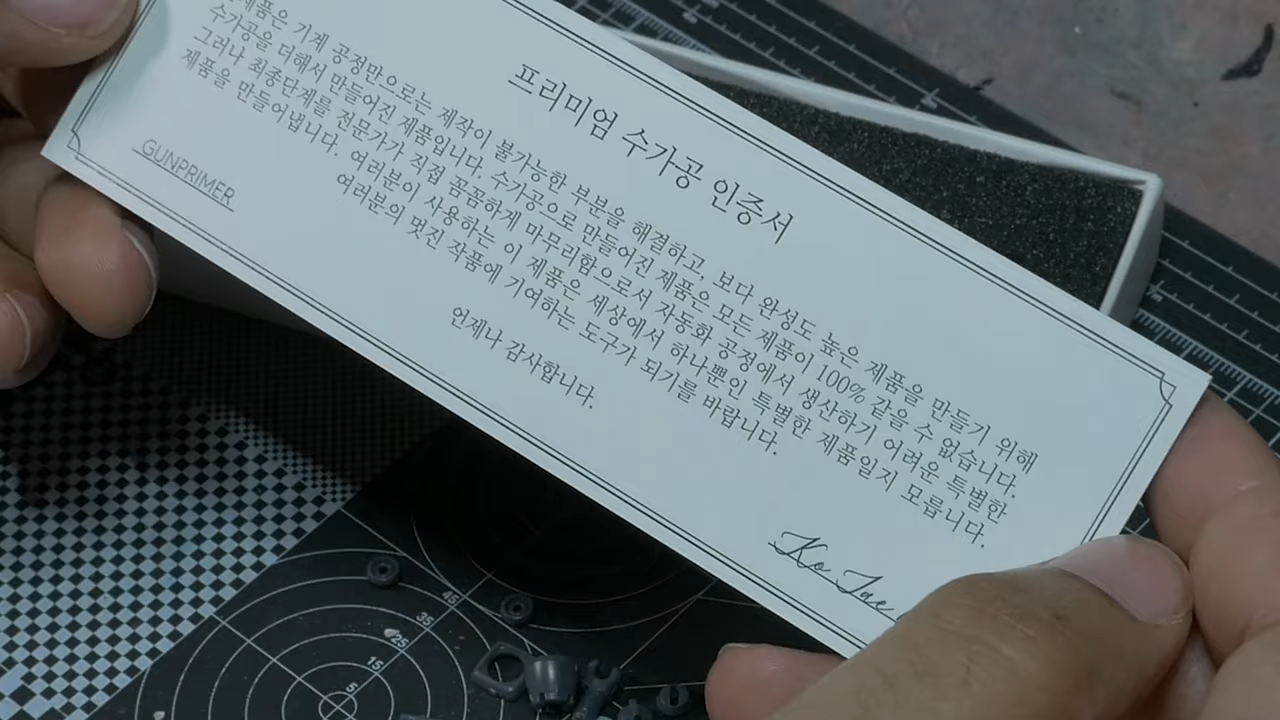 프리미엄 수가공 인증서
제품은 기계 공정만으로는 제작이 불가능한 부분을 해결하고, 보다 완성도 높은 제품을 만들기 위해
수가공을 더해서 만들어진 제품입니다. 수가공으로 만들어진 제품은 모든 제품이 100% 같을 수 없습니다.
그러나 최종단계를 전문가가 직접 꼼꼼하게 마무리함으로서 자동화 공정에서 생산하기 어려운 특별한
제품을 만들어냅니다. 여러분이 사용하는 이 제품은 세상에서 하나뿐인 특별한 제품일지 모릅니다.
여러분의 멋진 작품에 기여하는 도구가 되기를 바랍니다.
언제나 감사합니다.
GUNPRIMER
Ko Jae
45
35
25
15
5